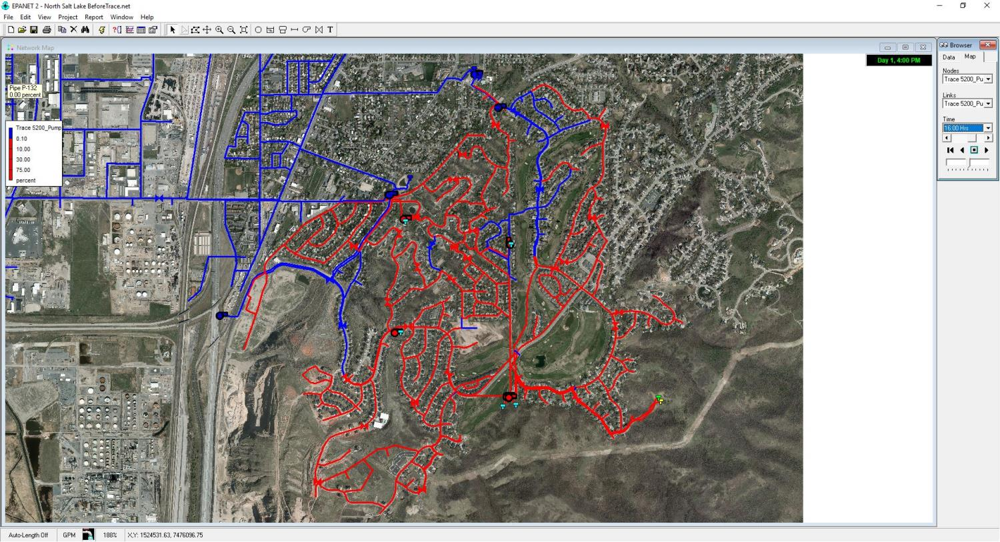 EPANET 2 - North Salt Lake BeforeTrace.net
File Edit View Project Report Window Help
T
Network Map
Day 1, 4:00 PM
Pipe P-132
0.00 percent
Trace 5200_Pump
0.10
10.00
30.00
75.00
percent
Browser
Data Map
Nodes
Trace 5200_Pu
Links
Trace 5200_Pu
Time
16:00 Hrs
Auto-Length Off GPM 188% X,Y: 1524531.63, 7476096.75